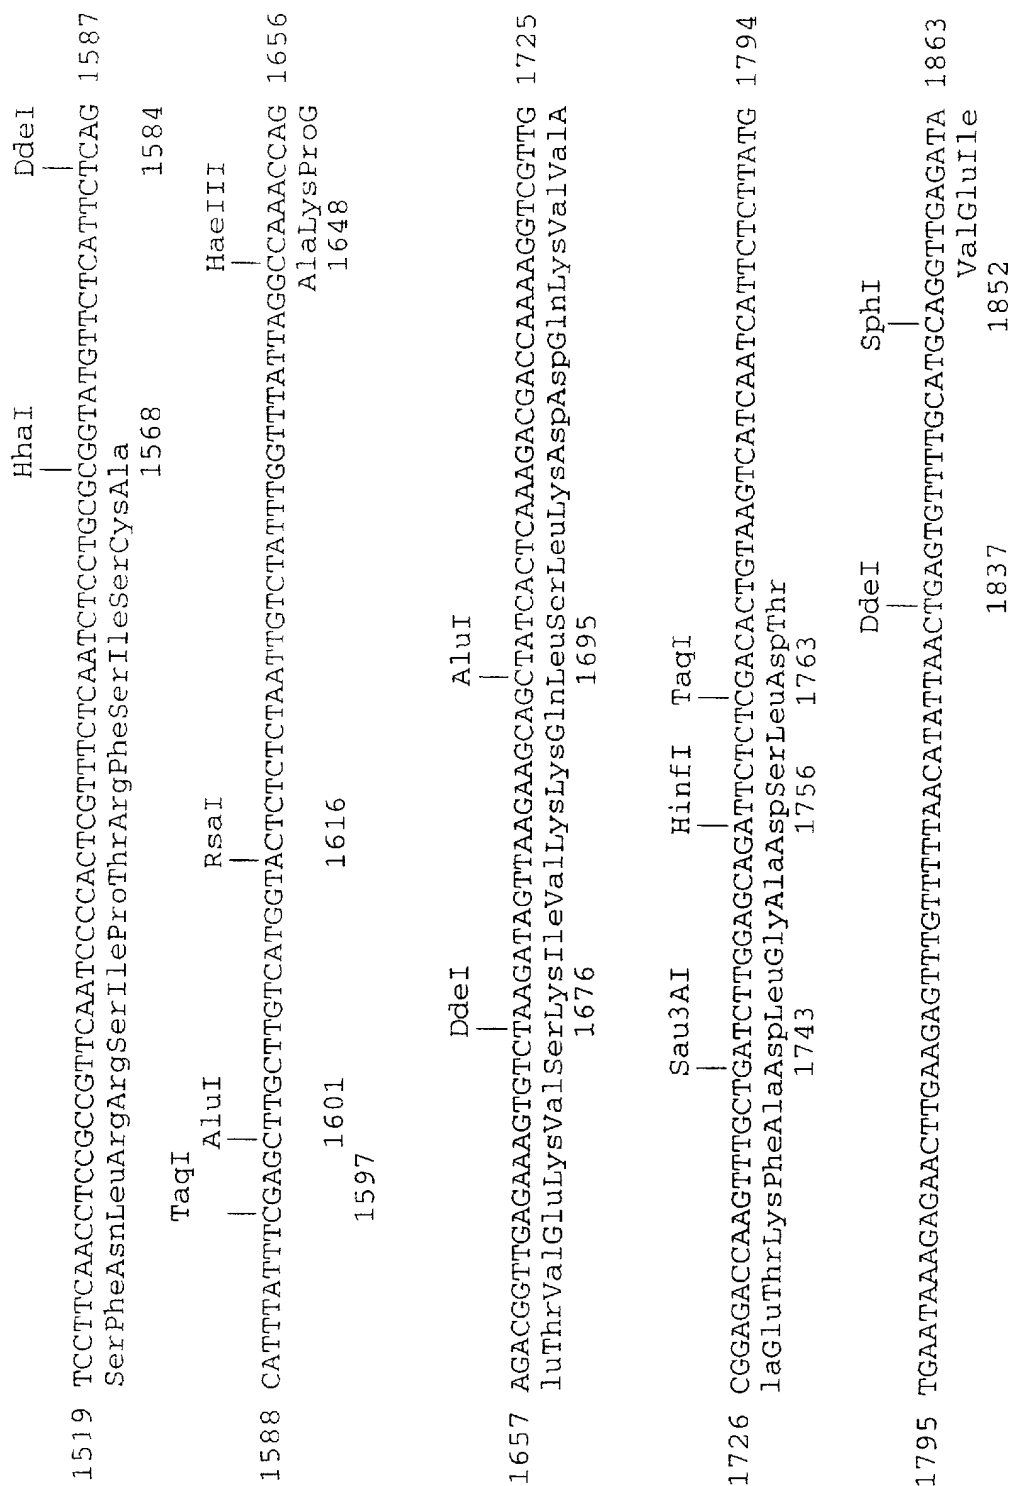 HhaI DdeI
1519 TCCTTCAACCTCCGCCGTTCAATCCCCACTCGTTTCTCAATCTCCTGCGCGGTATGTTCTCATTCTCAG 1587
SerPheAsnLeuArgArgSerIleProThrArgPheSerIleSerCysAla
1568 1584
TaqI
AluI RsaI HaeIII
1588 CATTTATTTCGAGCTTGCTTGTCATGGTACTCTCTCTAATTGTCTATTTGGTTTATTAGGCCAAACCAG 1656
AlaLysProG
1601 1616 1648
1597
DdeI AluI
1657 AGACGGTTGAGAAAGTGTCTAAGATAGTTAAGAAGCAGCTATCACTCAAAGACGACCAAAAGGTCGTTG 1725
luThrValGluLysValSerLysIleValLysLysGlnLeuSerLeuLysAspAspGlnLysValValA
1676 1695
Sau3AI HinfI TaqI
1726 CGGAGACCAAGTTTGCTGATCTTGGAGCAGATTCTCTCGACACTGTAAGTCATCAATCATTCTCTTATG 1794
laGluThrLysPheAlaAspLeuGlyAlaAspSerLeuAspThr
1743 1756 1763
DdeI SphI
1795 TGAATAAAGAGAACTTGAAGAGTTTGTTTTTAACATATTAACTGAGTGTTTTGCATGCAGGTTGAGATA 1863
ValGluIle
1837 1852